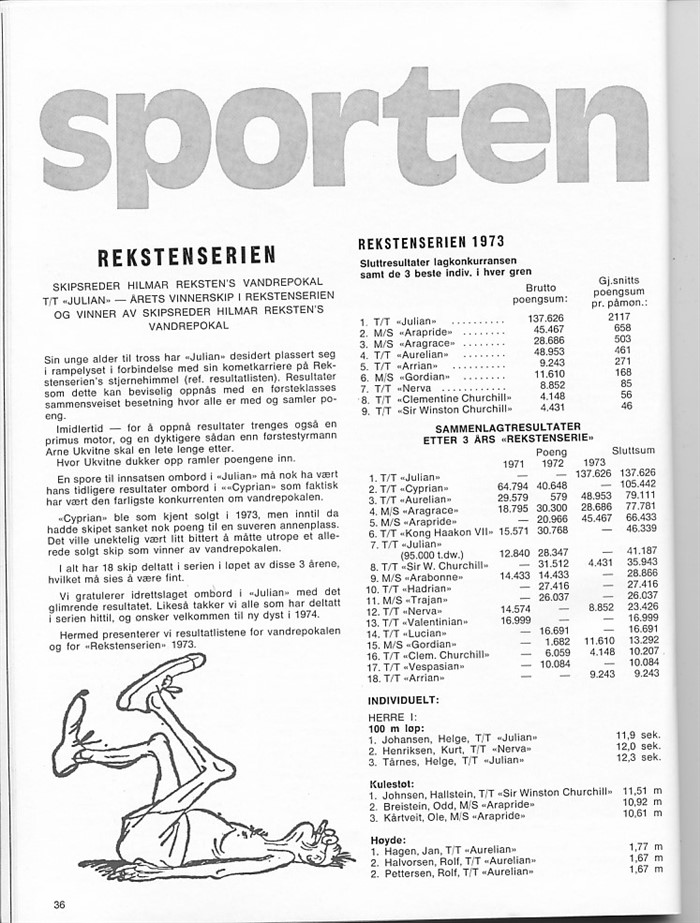 sporten
REKSTENSERIEN
SKIPSREDER HILMAR REKSTEN'S VANDREPOKAL
T/T «JULIAN» — ÅRETS VINNERSKIP I REKSTENSERIEN
OG VINNER AV SKIPSREDER HILMAR REKSTEN'S
VANDREPOKAL
Sin unge alder til tross har «Julian» desidert plassert seg
i rampelyset i forbindelse med sin kometkarriere på Rek-
stenserien's stjernehimmel (ref. resultatlisten). Resultater
som dette kan beviselig oppnås med en førsteklasses
sammensveiset besetning hvor alle er med og samler po-
eng.
Imidlertid — for å oppnå resultater trenges også en
primus motor, og en dyktigere sådan enn førstestyrmann
Arne Ukvitne skal en lete lenge etter.
Hvor Ukvitne dukker opp ramler poengene inn.
En spore til innsatsen ombord i «Julian» må nok ha vært
hans tidligere resultater ombord i ««Cyprian» som faktisk
har vært den farligste konkurrenten om vandrepokalen.
«Cyprian» ble som kjent solgt i 1973, men inntil da
hadde skipet sanket nok poeng til en suveren annenplass.
Det ville unektelig vært litt bittert å måtte utrope et alle-
rede solgt skip som vinner av vandrepokalen.
I alt har 18 skip deltatt i serien i løpet av disse 3 årene,
hvilket må sies å være fint.
Vi gratulerer idrettslaget ombord i «Julian» med det
glimrende resultatet. Likeså takker vi alle som har deltatt
i serien hittil, og ønsker velkommen til ny dyst i 1974.
Hermed presenterer vi resultatlistene for vandrepokalen
og for «Rekstenserien» 1973.
36
REKSTENSERIEN 1973
Sluttresultater lagkonkurransen
samt de 3 beste indiv. i hver gren
Brutto poengsum: Gj.snitts poengsum pr. påmøn.:
1. T/T «Julian» .......... 137.626 2117
2. M/S «Arapride» ........ 45.467 658
3. M/S «Aragrace» ........ 28.686 503
4. T/T «Aurelian» ........ 48.953 461
5. T/T «Arrian» .......... 9.243 271
6. M/S «Gordian» ......... 11.610 168
7. T/T «Nerva» ............ 8.852 85
8. T/T «Clementine Churchill» 4.148 56
9. T/T «Sir Winston Churchill» 4.431 46
SAMMENLAGTRESULTATER
ETTER 3 ÅRS «REKSTENSERIE»
Poeng Sluttsum
1971 1972 1973
1. T/T «Julian» — — 137.626 137.626
2. T/T «Cyprian» 64.794 40.648 — 105.442
3. T/T «Aurelian» 29.579 579 48.953 79.111
4. M/S «Aragrace» 18.795 30.300 28.686 77.781
5. M/S «Arapride» — 20.966 45.467 66.433
6. T/T «Kong Haakon VII» 15.571 30.768 — 46.339
7. T/T «Julian»
(95.000 t.dw.) 12.840 28.347 — 41.187
8. T/T «Sir W. Churchill» — 31.512 4.431 35.943
9. M/S «Arabonne» 14.433 14.433 — 28.866
10. T/T «Hadrian» — 27.416 — 27.416
11. M/S «Trajan» — 26.037 — 26.037
12. T/T «Nerva» 14.574 — 8.852 23.426
13. T/T «Valentinian» 16.999 — — 16.999
14. T/T «Lucian» — 16.691 — 16.691
15. M/S «Gordian» — 1.682 11.610 13.292
16. T/T «Clem. Churchill» — 6.059 4.148 10.207
17. T/T «Vespasian» — 10.084 — 10.084
18. T/T «Arrian» — — 9.243 9.243
INDIVIDUELT:
HERRE I:
100 m løp:
1. Johansen, Helge, T/T «Julian» 11,9 sek.
2. Henriksen, Kurt, T/T «Nerva» 12,0 sek.
3. Tårnes, Helge, T/T «Julian» 12,3 sek.
Kulestøt:
1. Johnsen, Hallstein, T/T «Sir Winston Churchill» 11,51 m
2. Breistein, Odd, M/S «Arapride» 10,92 m
3. Kårtveit, Ole, M/S «Arapride» 10,61 m
Høyde:
1. Hagen, Jan, T/T «Aurelian» 1,77 m
2. Halvorsen, Rolf, T/T «Aurelian» 1,67 m
2. Pettersen, Rolf, T/T «Aurelian» 1,67 m